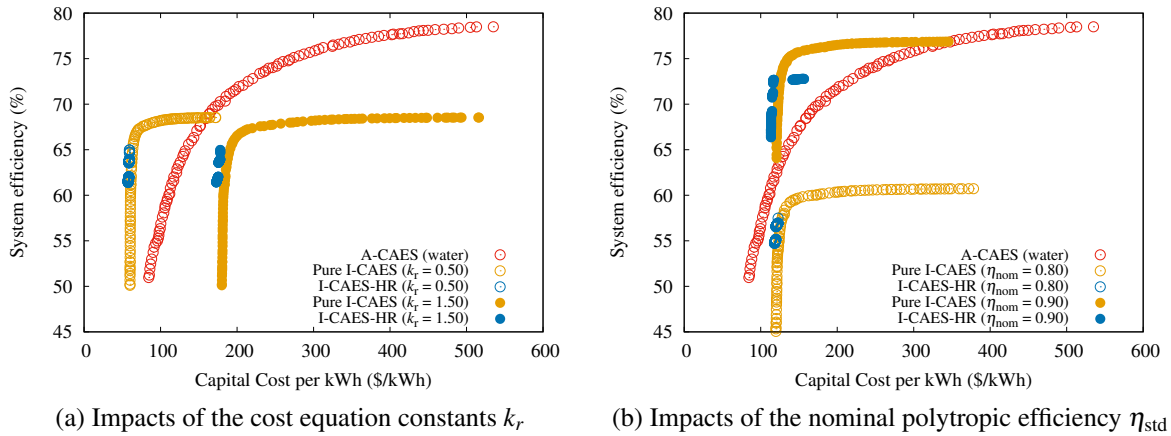 80
75
70
65
60
55
50
45
System efficiency (%)
A-CAES (water)
Pure I-CAES (kr = 0.50)
I-CAES-HR (kr = 0.50)
Pure I-CAES (kr = 1.50)
I-CAES-HR (kr = 1.50)
0 100 200 300 400 500 600
Capital Cost per kWh ($/kWh)
(a) Impacts of the cost equation constants kr
80
75
70
65
60
55
50
45
System efficiency (%)
A-CAES (water)
Pure I-CAES (ηnom = 0.80)
I-CAES-HR (ηnom = 0.80)
Pure I-CAES (ηnom = 0.90)
I-CAES-HR (ηnom = 0.90)
0 100 200 300 400 500 600
Capital Cost per kWh ($/kWh)
(b) Impacts of the nominal polytropic efficiency ηstd